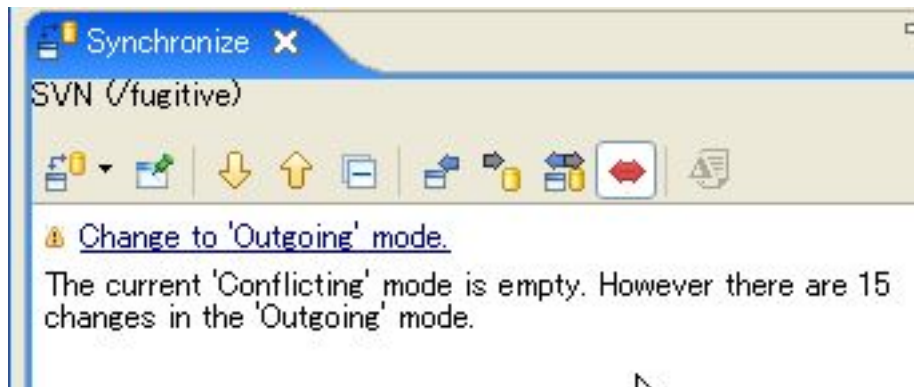 Synchronize
SVN (/fugitive)
Change to 'Outgoing' mode.
The current 'Conflicting' mode is empty. However there are 15
changes in the 'Outgoing' mode.